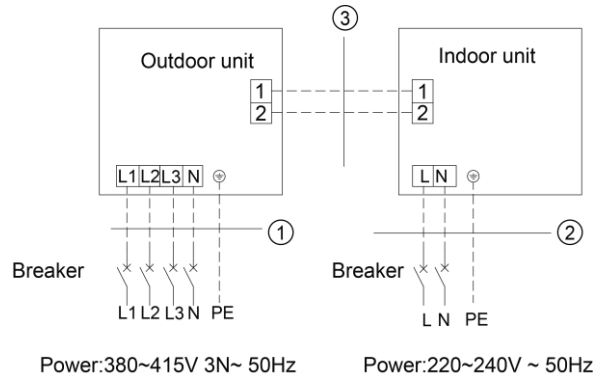 ③
Outdoor unit
Indoor unit
1
2
1
2
L1 L2 L3 N
L N
①
②
Breaker
Breaker
L1 L2 L3 N PE
L N PE
Power:380~415V 3N~ 50Hz
Power:220~240V ~ 50Hz